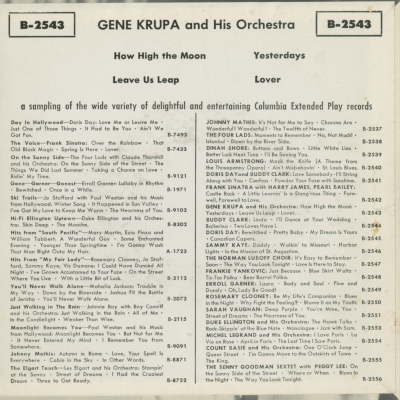 B-2543
GENE KRUPA and His Orchestra
B-2543
How High the Moon
Yesterdays
Leave Us Leap
Lover
a sampling of the wide variety of delightful and entertaining Columbia Extended Play records
Day In Hollywood—Doris Day: Love Me or Leave Me ·
Just One of Those Things · It Had to Be You · Ain't We
Got Fun. B-7492
The Voice—Frank Sinatra: Over the Rainbow · That
Old Black Magic · Spring Is Here · Lover. B-7432
On the Sunny Side—The Four Lads with Claude Thornhill
and His Orchestra: On the Sunny Side of the Street · The
Things We Did Last Summer · Taking a Chance on Love ·
Ridin' My Time. B-9121
Gone—Garner—Gonest—Erroll Garner: Lullaby in Rhythm
· Bewitched · Once in a While. B-1971
Ski Trails—Jo Stafford with Paul Weston and His Music
from Hollywood: Winter Song · It Happened in Sun Valley ·
I've Got My Love to Keep Me Warm · The Nearness of You. B-9102
Hi-Fi Ellington Uptown—Duke Ellington and His Orches-
tra: Skin Deep · The Mooche. B-8303
Hits from "South Pacific"—Mary Martin, Ezio Pinza and
William Tabbert: A Wonderful Guy · Some Enchanted
Evening · Younger Than Springtime · I'm Gonna Wash
That Man Right Outa My Hair. A-1723
Hits from "My Fair Lady"—Rosemary Clooney, Jo Staf-
ford, Sammy Kaye, Vic Damone: I Could Have Danced All
Night · I've Grown Accustomed to Your Face · On the Street
Where You Live · With a Little Bit of Luck. B-2112
You'll Never Walk Alone—Mahalia Jackson: Trouble in
My Way · Down by the Riverside · Joshua Fit the Battle
of Jericho · You'll Never Walk Alone. B-2072
Just Walking in the Rain—Johnnie Ray with Ray Conniff
and His Orchestra: Just Walking in the Rain · All of Me ·
In the Candlelight · Weaker Than Wise. B-2115
Moonlight Becomes You—Paul Weston and His Music
from Hollywood: Moonlight Becomes You · But Not for Me
· It Never Entered My Mind · I Remember You from
Somewhere. B-9091
Johnny Mathis: Autumn in Rome · Love, Your Spell Is
Everywhere · Cabin in the Sky · In Other Words. B-8871
The Elgart Touch—Les Elgart and His Orchestra: Stompin' at
the Savoy · Street of Dreams · I Had the Craziest
Dream · Three to Get Ready. B-8752
JOHNNY MATHIS: It's Not for Me to Say · Chances Are ·
Wonderful! Wonderful! · The Twelfth of Never. B-2537
THE FOUR LADS: Moments to Remember · No, Not Much! ·
Istanbul · Down by the River Side. B-2538
DINAH SHORE: Buttons and Bows · Little White Lies ·
Better Luck Next Time · I'll Be Seeing You. B-2539
LOUIS ARMSTRONG: Mack the Knife (A Theme from
the Threepenny Opera) · Ain't Misbehavin' · St. Louis Blues. B-2540
DORIS DAY and BUDDY CLARK: Love Somebody · I'll String
Along with You · Confess · Powder Your Face with Sunshine. B-2541
FRANK SINATRA with HARRY JAMES, PEARL BAILEY:
Castle Rock · A Little Learnin' Is a Dang'rous Thing · Fare-
well, Farewell to Love. B-2542
GENE KRUPA and His Orchestra: How High the Moon ·
Yesterdays · Leave Us Leap · Lover. B-2543
BUDDY CLARK: Linda · I'll Dance at Your Wedding ·
Ballerina · Two Loves Have I. B-2544
DORIS DAY: Bewitched · Pretty Baby · My Dream Is Yours
· Canadian Capers. B-2545
SAMMY KAYE: Daddy · Walkin' to Missouri · Harbor
Lights · In the Mission of St. Augustine. B-2546
THE NORMAN LUBOFF CHOIR: It's Easy to Remember ·
Yours · The Way You Look Tonight · Love Is Here to Stay. B-2547
FRANKIE YANKOVIC: Just Because · Blue Skirt Waltz ·
Tic-Toc Polka · Beer Barrel Polka. B-2548
ERROLL GARNER: Laura · Body and Soul · Fine and
Dandy · Oh, Lady Be Good! B-2549
ROSEMARY CLOONEY: Be My Life's Companion · Blues
in the Night · Why Fight the Feeling? · Blame It on My Youth. B-2550
SARAH VAUGHAN: Deep Purple · You're Mine, You ·
Street of Dreams · The Nearness of You. B-2551
DUKE ELLINGTON and His Orchestra: The Hawk Talks ·
Rock-Skippin' at the Blue Note · Monologue · Jam with Sam. B-2552
MICHEL LEGRAND and His Orchestra: I Love Paris · La
Vie en Rose · April in Paris · The Last Time I Saw Paris. B-2554
COUNT BASIE and His Orchestra: One O'Clock Jump ·
Queer Street · I'm Gonna Move to the Outskirts of Town ·
The King. B-2555
THE BENNY GOODMAN SEXTET with PEGGY LEE: On
the Sunny Side of the Street · Where or When · Blues in
the Night · The Way You Look Tonight. B-2556